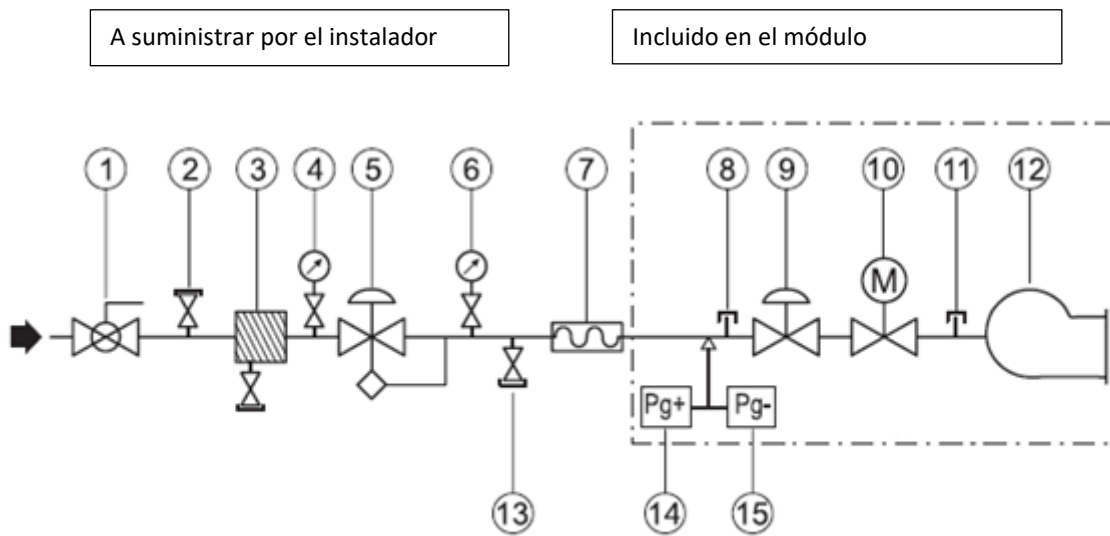 A suministrar por el instalador
Incluido en el módulo
1 2 3 4 5 6 7 8 9 10 11 12
M
Pg+ Pg-
13 14 15